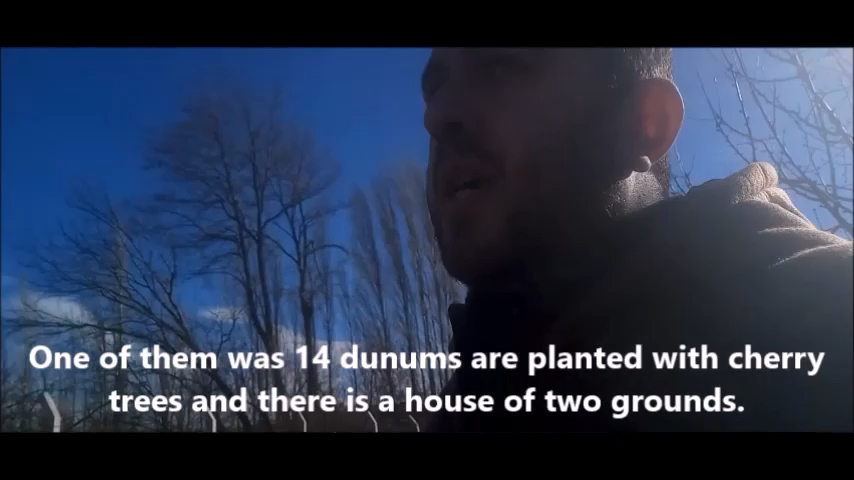 One of them was 14 dunums are planted with cherry
trees and there is a house of two grounds.